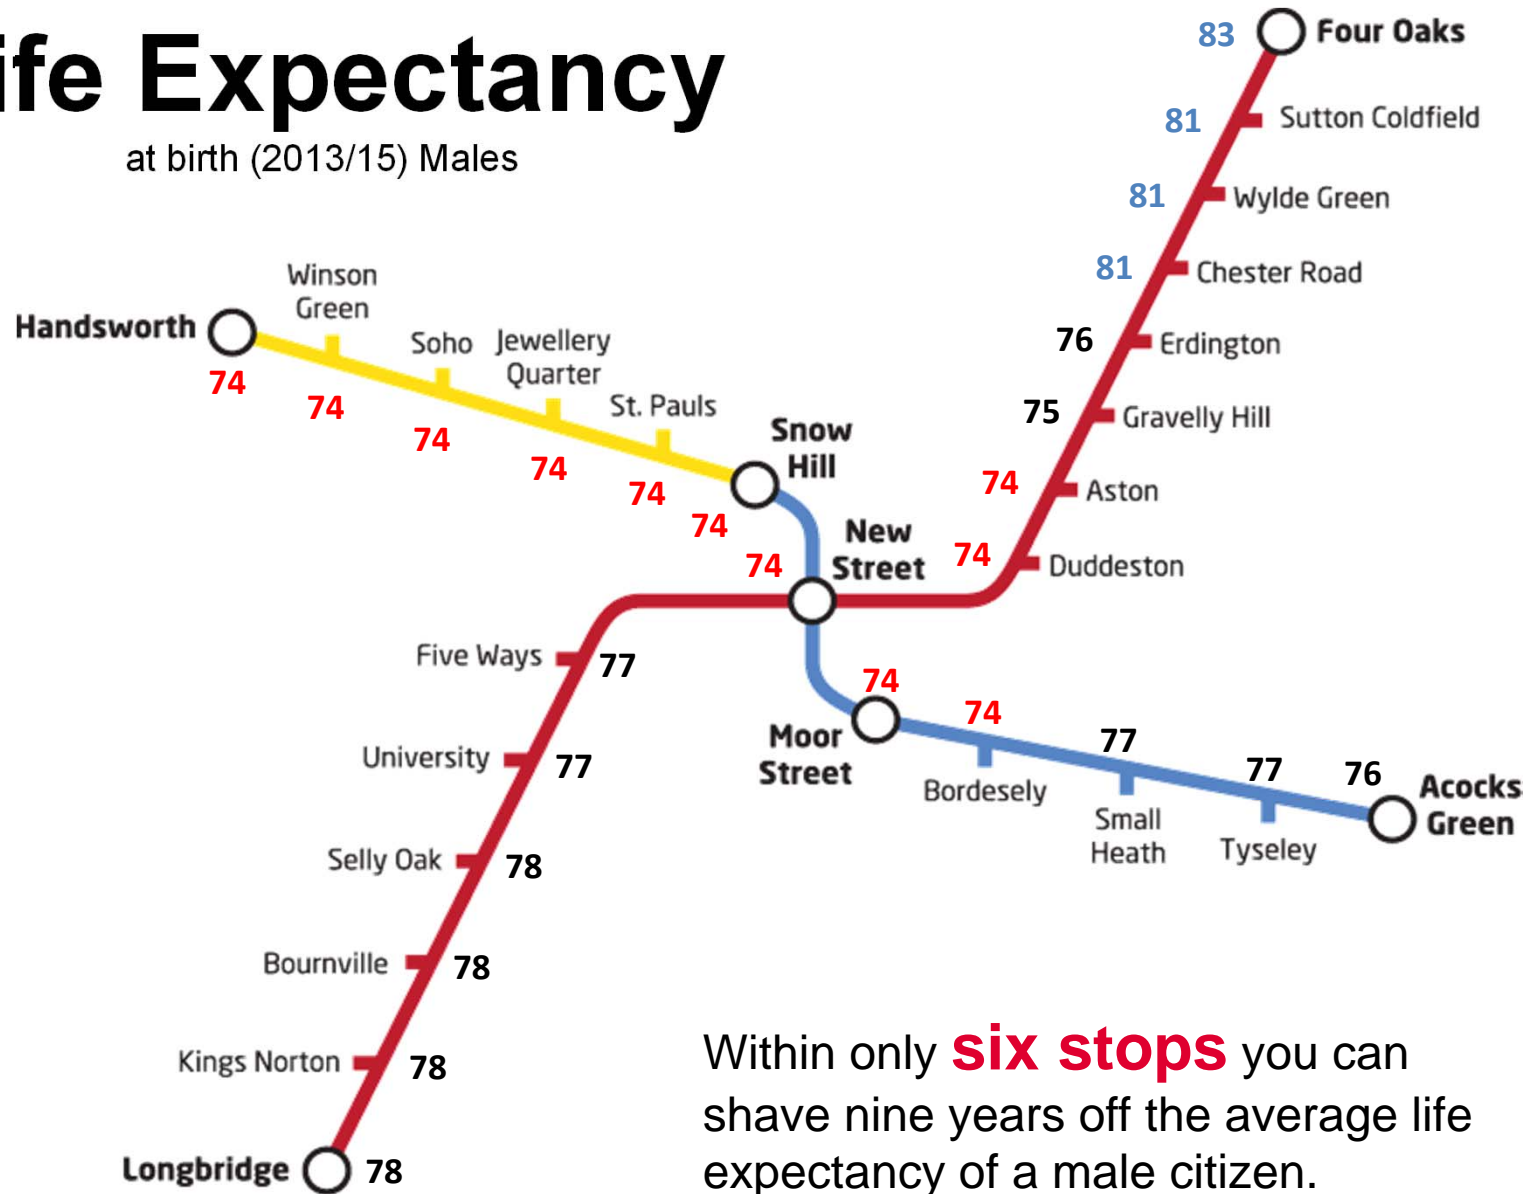 ife Expectancy
at birth (2013/15) Males
83 Four Oaks
81 Sutton Coldfield
81 Wylde Green
81 Chester Road
76 Erdington
75 Gravelly Hill
74 Aston
74 Duddeston
Handsworth
74
Winson
Green
74
Soho
74
Jewellery
Quarter
74
St. Pauls
74
Snow
Hill
74
New
Street
74
Five Ways 77
University 77
Selly Oak 78
Bournville 78
Kings Norton 78
Longbridge 78
74
Moor
Street
74
Bordesely
77
Small
Heath
77
Tyseley
76
Acocks
Green
Within only six stops you can
shave nine years off the average life
expectancy of a male citizen.